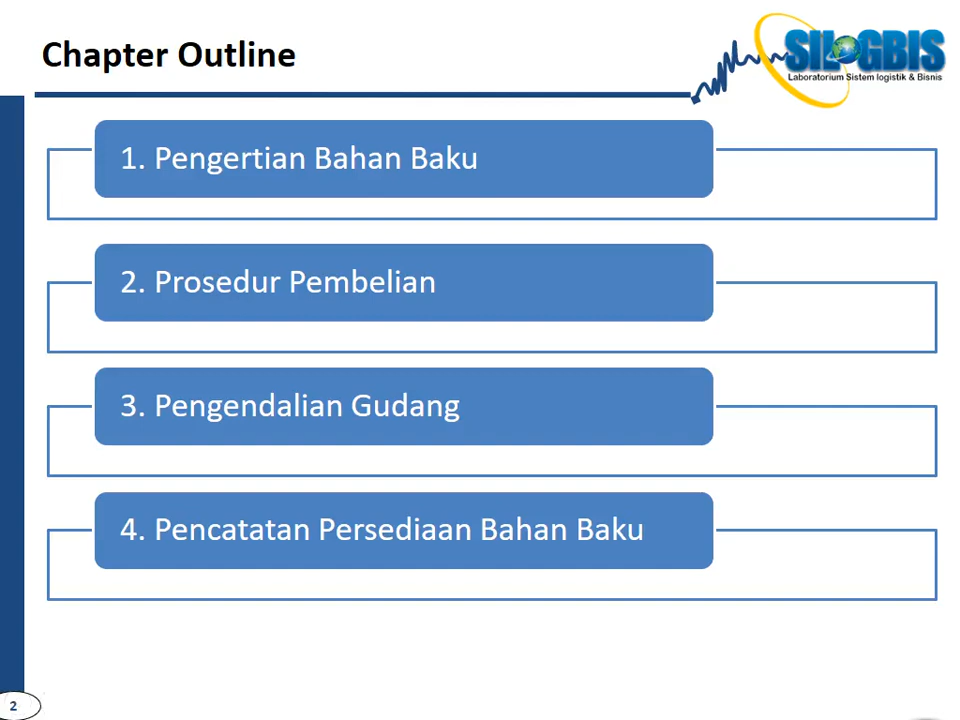 Chapter Outline
SILOGBIS
Laboratorium Sistem logistik & Bisnis
1. Pengertian Bahan Baku
2. Prosedur Pembelian
3. Pengendalian Gudang
4. Pencatatan Persediaan Bahan Baku
2